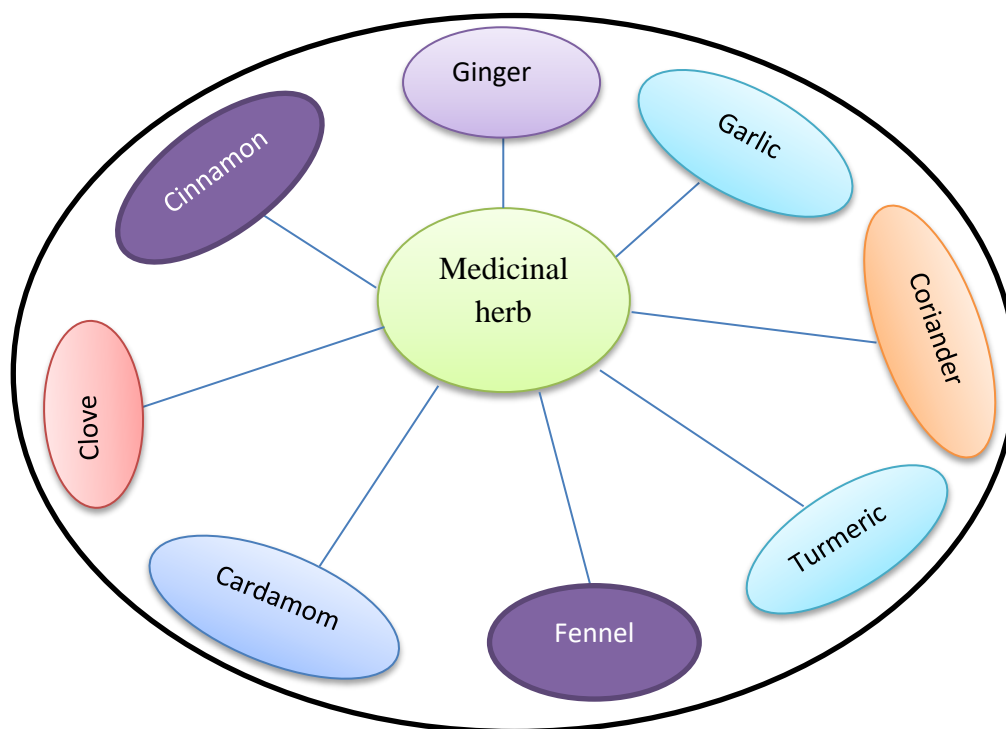 Ginger
Garlic
Cinnamon
Medicinal
herb
Coriander
Clove
Turmeric
Cardamom
Fennel